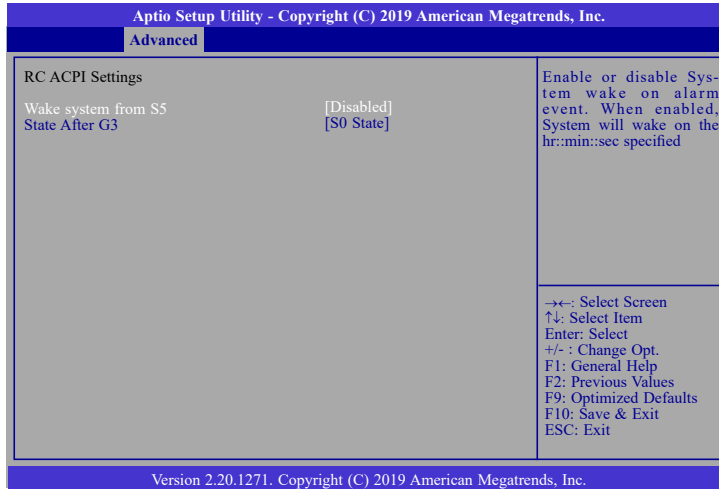 Aptio Setup Utility - Copyright (C) 2019 American Megatrends, Inc.
Advanced
RC ACPI Settings
Wake system from S5 [Disabled]
State After G3 [S0 State]
Enable or disable Sys-
tem wake on alarm
event. When enabled,
System will wake on the
hr::min::sec specified
→←: Select Screen
↑↓: Select Item
Enter: Select
+/- : Change Opt.
F1: General Help
F2: Previous Values
F9: Optimized Defaults
F10: Save & Exit
ESC: Exit
Version 2.20.1271. Copyright (C) 2019 American Megatrends, Inc.